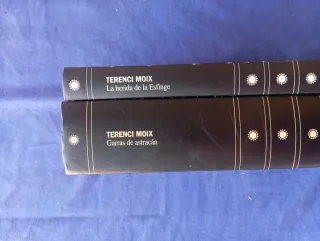 TERENCI MOIX
La herida de la Esfinge
TERENCI MOIX
Garras de astracán